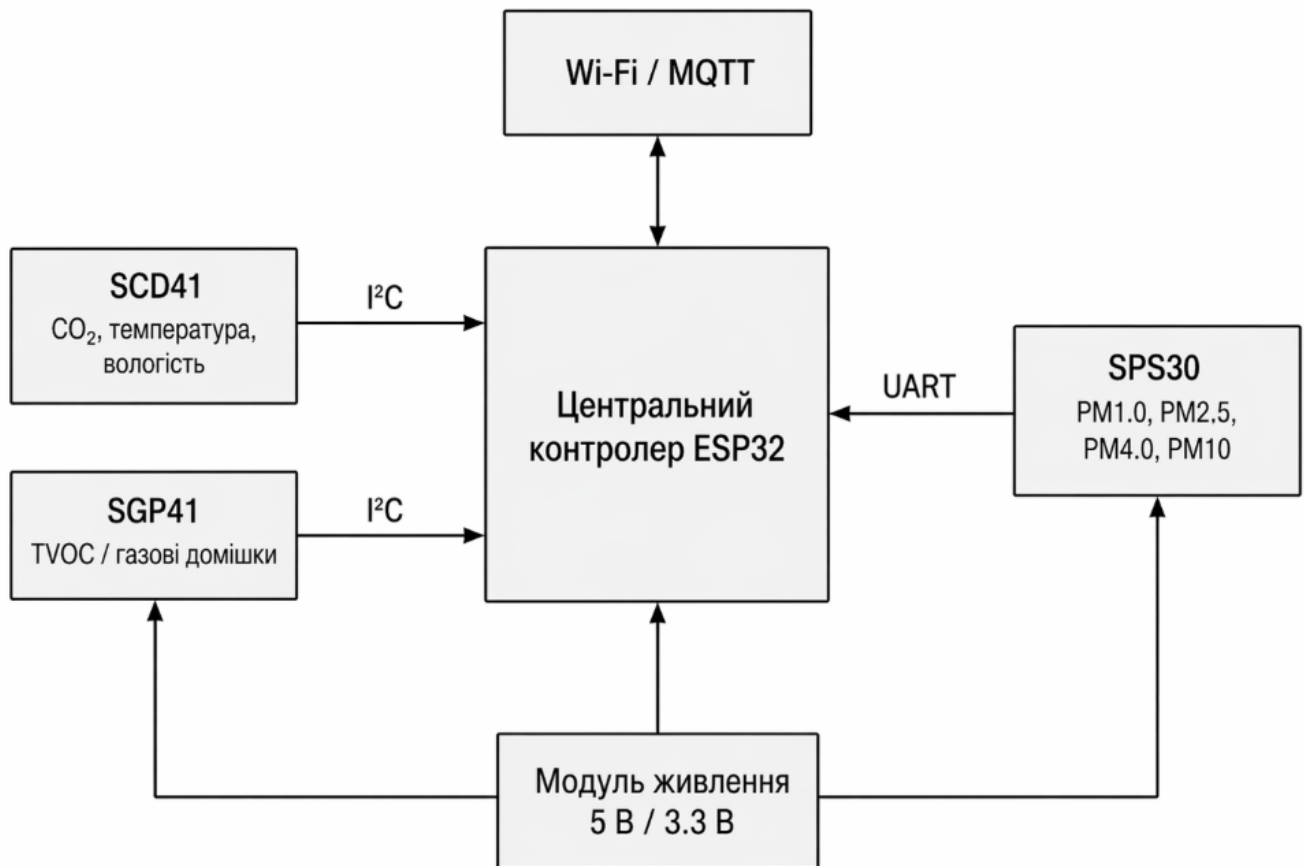 Wi-Fi / MQTT
SCD41
CO₂, температура,
вологість
I²C
Центральний
контролер ESP32
UART
SPS30
PM1.0, PM2.5,
PM4.0, PM10
SGP41
TVOC / газові домішки
I²C
Модуль живлення
5 В / 3.3 В